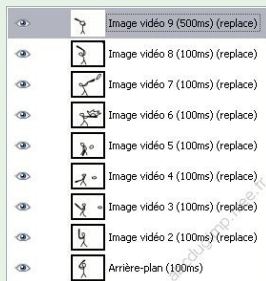 Image vidéo 9 (500ms) (replace)
Image vidéo 8 (100ms) (replace)
Image vidéo 7 (100ms) (replace)
Image vidéo 6 (100ms) (replace)
Image vidéo 5 (100ms) (replace)
Image vidéo 4 (100ms) (replace)
Image vidéo 3 (100ms) (replace)
Image vidéo 2 (100ms) (replace)
Arrière-plan (100ms)